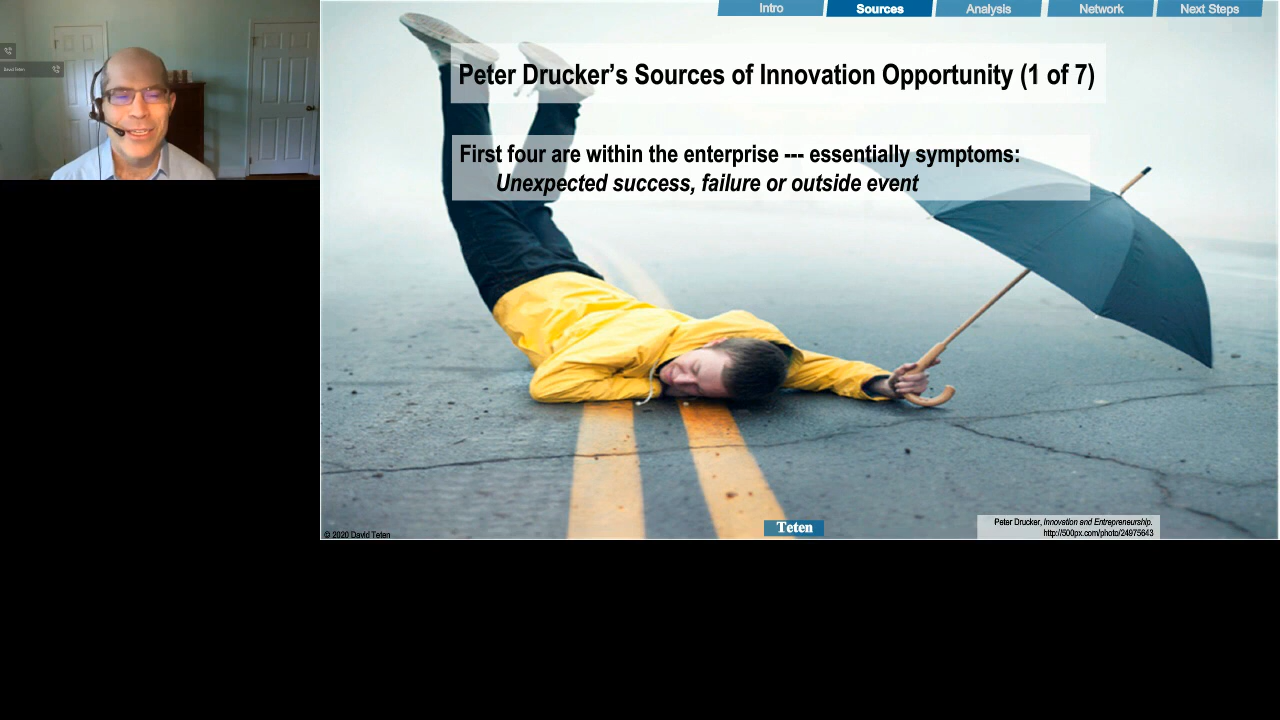 David Teten
Intro
Sources
Analysis
Network
Next Steps
Peter Drucker’s Sources of Innovation Opportunity (1 of 7)
First four are within the enterprise --- essentially symptoms:
Unexpected success, failure or outside event
© 2020 David Teten
Teten
Peter Drucker, Innovation and Entrepreneurship.
http://500px.com/photo/24975643